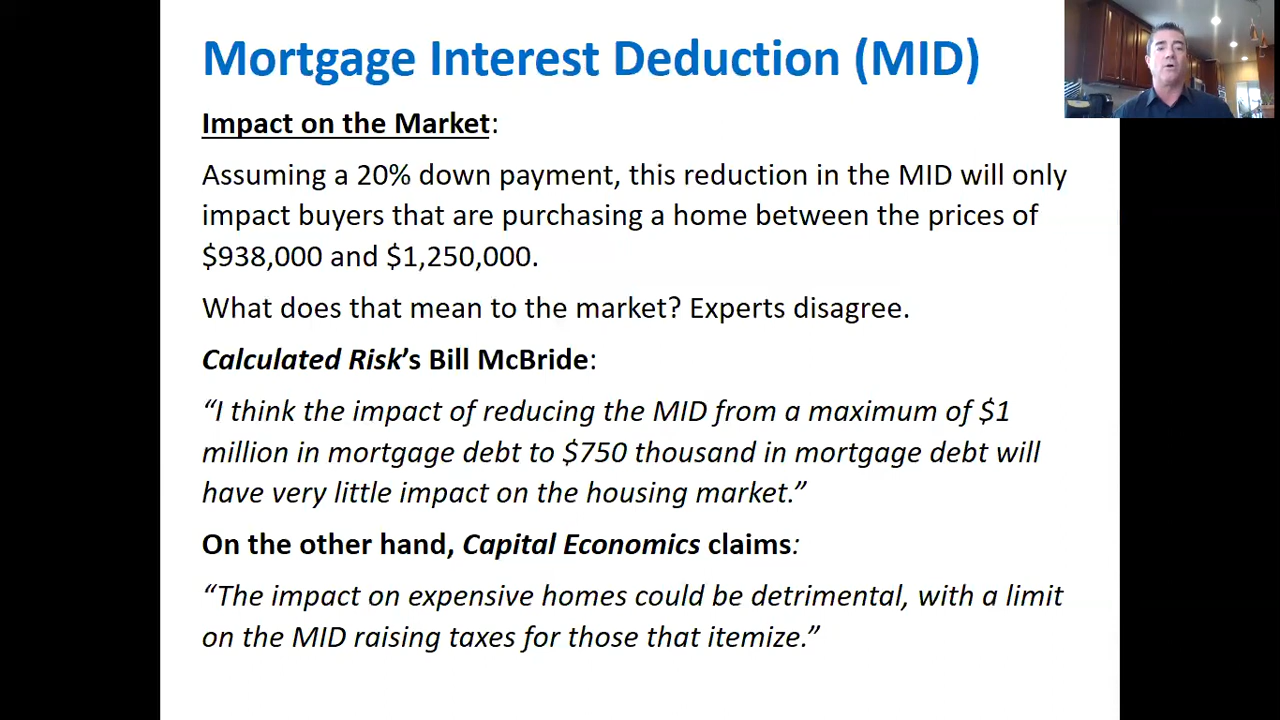 Mortgage Interest Deduction (MID)
Impact on the Market:
Assuming a 20% down payment, this reduction in the MID will only
impact buyers that are purchasing a home between the prices of
$938,000 and $1,250,000.
What does that mean to the market? Experts disagree.
Calculated Risk’s Bill McBride:
“I think the impact of reducing the MID from a maximum of $1
million in mortgage debt to $750 thousand in mortgage debt will
have very little impact on the housing market.”
On the other hand, Capital Economics claims:
“The impact on expensive homes could be detrimental, with a limit
on the MID raising taxes for those that itemize.”